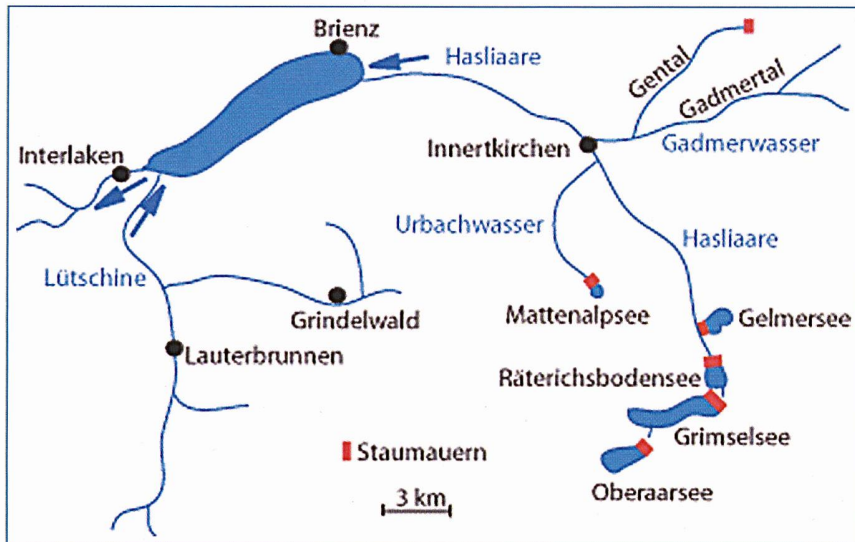 Brienz
Hasliaare
Gental
Gadmertal
Interlaken
Innertkirchen
Gadmerwasser
Urbachwasser
Hasliaare
Lütschine
Mattenalpsee
Gelmersee
Grindelwald
Lauterbrunnen
Räterichsbodensee
Grimselsee
Staumauern
Oberaarsee
3 km